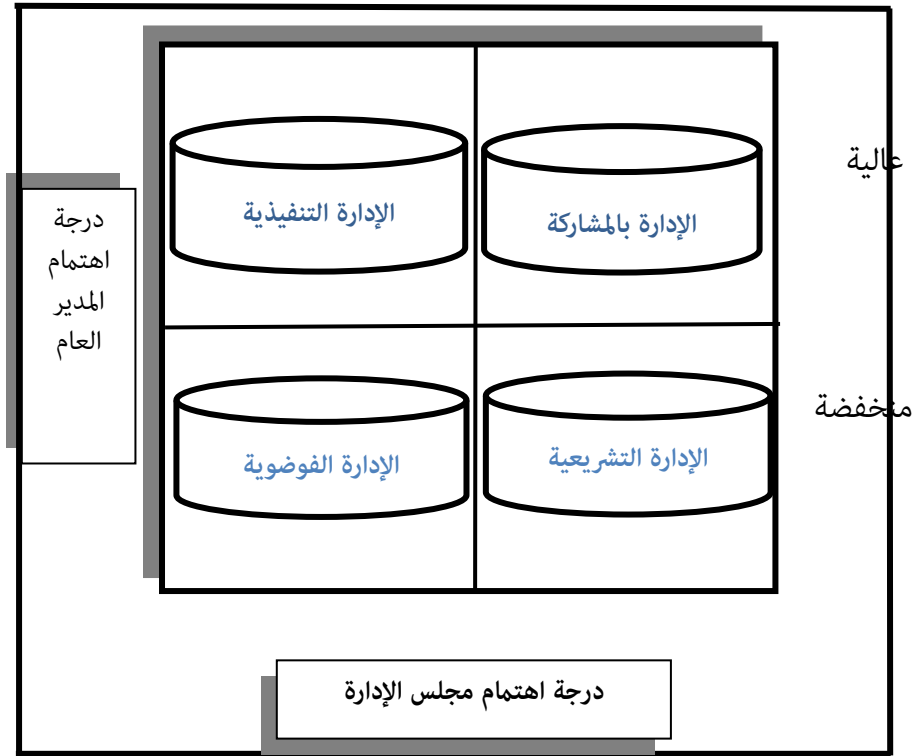 عالية
الإدارة بالمشاركة
الإدارة التنفيذية
درجة
اهتمام
المدير
العام
منخفضة
الإدارة التشريعية
الإدارة الفوضوية
درجة اهتمام مجلس الإدارة